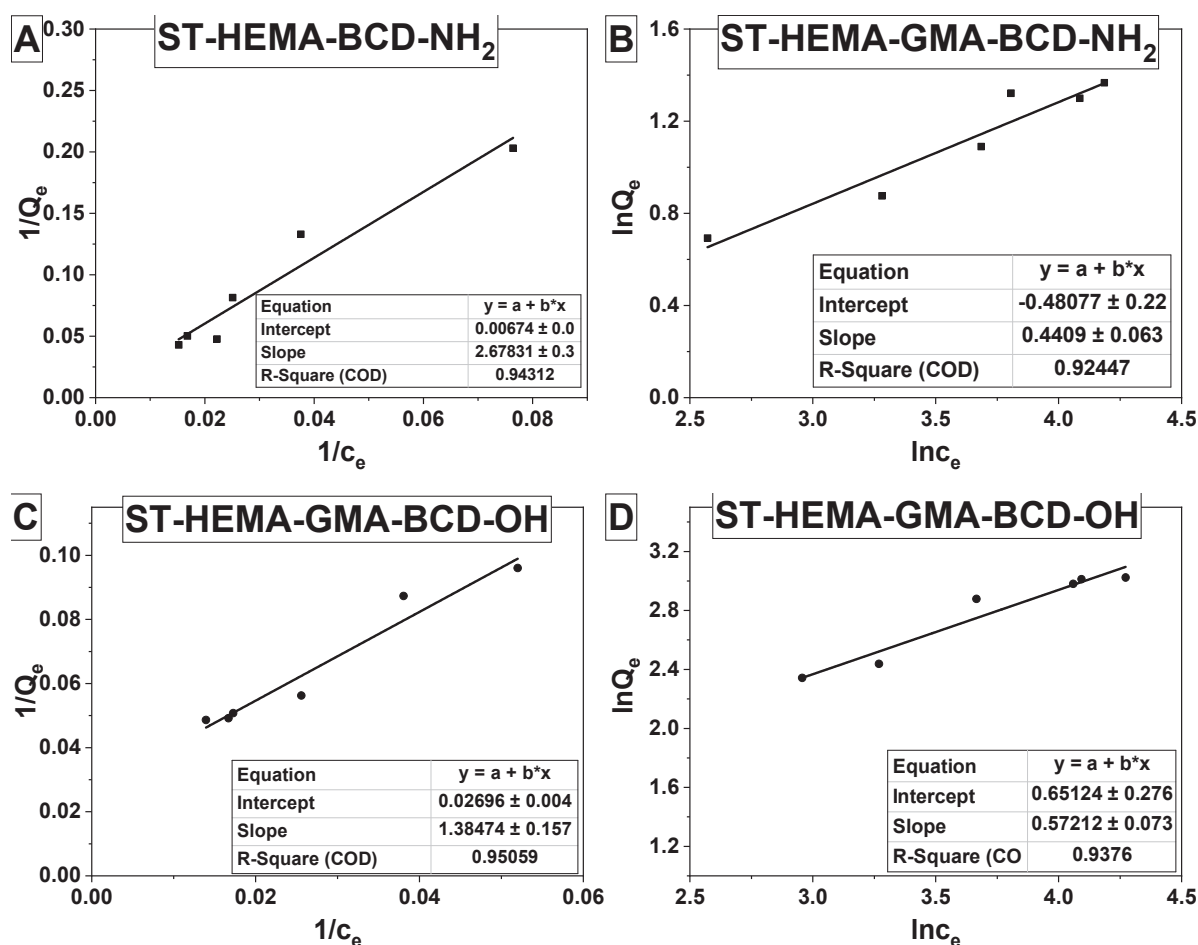 A
ST-HEMA-BCD-NH₂
0.30
0.25
0.20
0.15
0.10
0.05
0.00
1/Qₑ
Equation y = a + b*x
Intercept 0.00674 ± 0.0
Slope 2.67831 ± 0.3
R-Square (COD) 0.94312
0.00 0.02 0.04 0.06 0.08
1/cₑ
B
ST-HEMA-GMA-BCD-NH₂
1.6
1.2
0.8
0.4
0.0
lnQₑ
Equation y = a + b*x
Intercept -0.48077 ± 0.22
Slope 0.4409 ± 0.063
R-Square (COD) 0.92447
2.5 3.0 3.5 4.0 4.5
lncₑ
C
ST-HEMA-GMA-BCD-OH
0.10
0.08
0.06
0.04
0.02
0.00
1/Qₑ
Equation y = a + b*x
Intercept 0.02696 ± 0.004
Slope 1.38474 ± 0.157
R-Square (COD) 0.95059
0.00 0.02 0.04 0.06
1/cₑ
D
ST-HEMA-GMA-BCD-OH
3.2
2.8
2.4
2.0
1.6
1.2
lnQₑ
Equation y = a + b*x
Intercept 0.65124 ± 0.276
Slope 0.57212 ± 0.073
R-Square (CO 0.9376
2.5 3.0 3.5 4.0 4.5
lncₑ